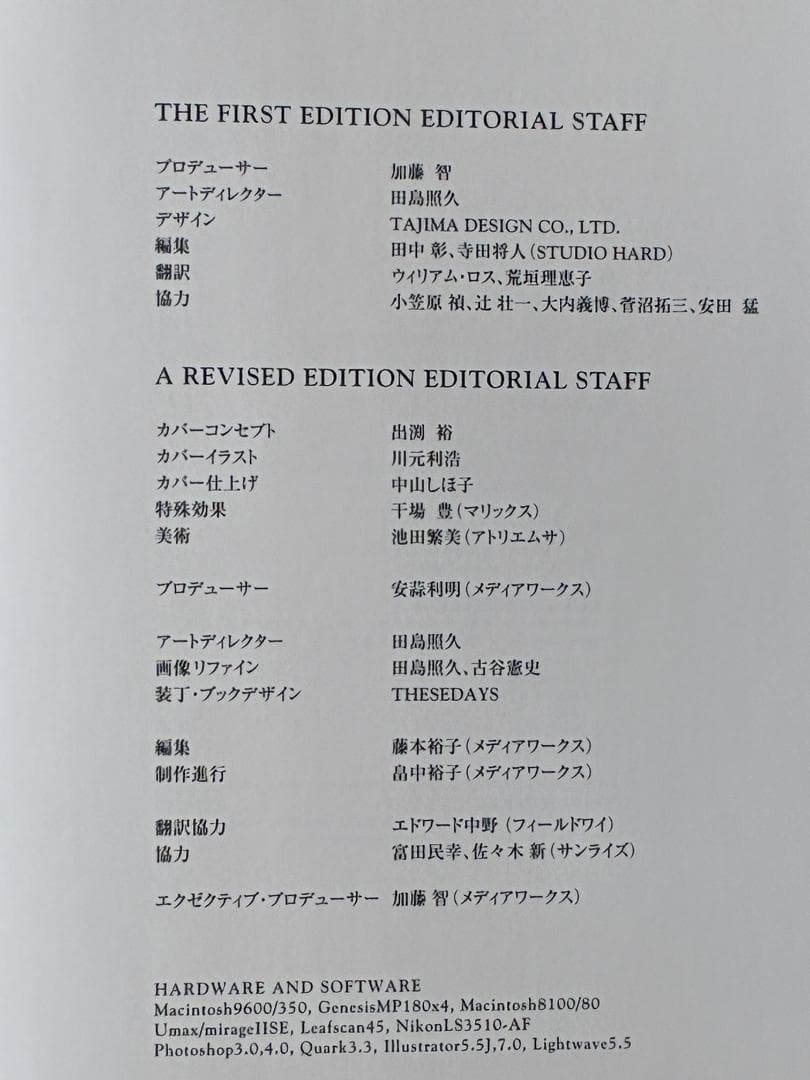 THE FIRST EDITION EDITORIAL STAFF
プロデューサー 加藤 智
アートディレクター 田島照久
デザイン TAJIMA DESIGN CO., LTD.
編集 田中 彰、寺田将人(STUDIO HARD)
翻訳 ウィリアム・ロス、荒垣理恵子
協力 小笠原 禎、辻 壮一、大内義博、菅沼拓三、安田 猛
A REVISED EDITION EDITORIAL STAFF
カバーコンセプト 出渕 裕
カバーイラスト 川元利浩
カバー仕上げ 中山しほ子
特殊効果 干場 豊(マリックス)
美術 池田繁美(アトリエムサ)
プロデューサー 安蒜利明(メディアワークス)
アートディレクター 田島照久
画像リファイン 田島照久、古谷憲史
装丁・ブックデザイン THESEDAYS
編集 藤本裕子(メディアワークス)
制作進行 畠中裕子(メディアワークス)
翻訳協力 エドワード中野 (フィールドワイ)
協力 富田民幸、佐々木 新(サンライズ)
エクゼクティブ・プロデューサー 加藤 智(メディアワークス)
HARDWARE AND SOFTWARE
Macintosh9600/350, GenesisMP180x4, Macintosh8100/80
Umax/mirageIISE, Leafscan45, NikonLS3510-AF
Photoshop3.0,4.0, Quark3.3, Illustrator5.5J,7.0, Lightwave5.5